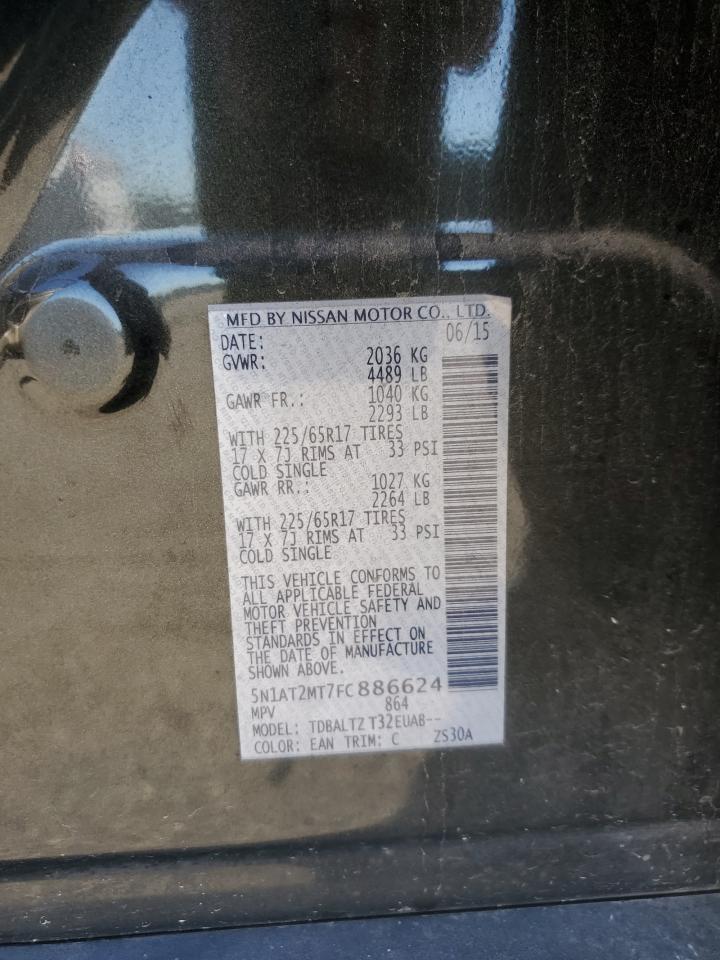 MFD BY NISSAN MOTOR CO., LTD.
DATE: 06/15
GVWR: 2036 KG
4489 LB
GAWR FR.: 1040 KG
2293 LB
WITH 225/65R17 TIRES
17 X 7J RIMS AT 33 PSI
COLD SINGLE
GAWR RR.: 1027 KG
2264 LB
WITH 225/65R17 TIRES
17 X 7J RIMS AT 33 PSI
COLD SINGLE
THIS VEHICLE CONFORMS TO
ALL APPLICABLE FEDERAL
MOTOR VEHICLE SAFETY AND
THEFT PREVENTION
STANDARDS IN EFFECT ON
THE DATE OF MANUFACTURE
SHOWN ABOVE.
5N1AT2MT7FC886624
MPV 864
MODEL: TDBALTZ T32EUAB--
COLOR: EAN TRIM: C ZS30A